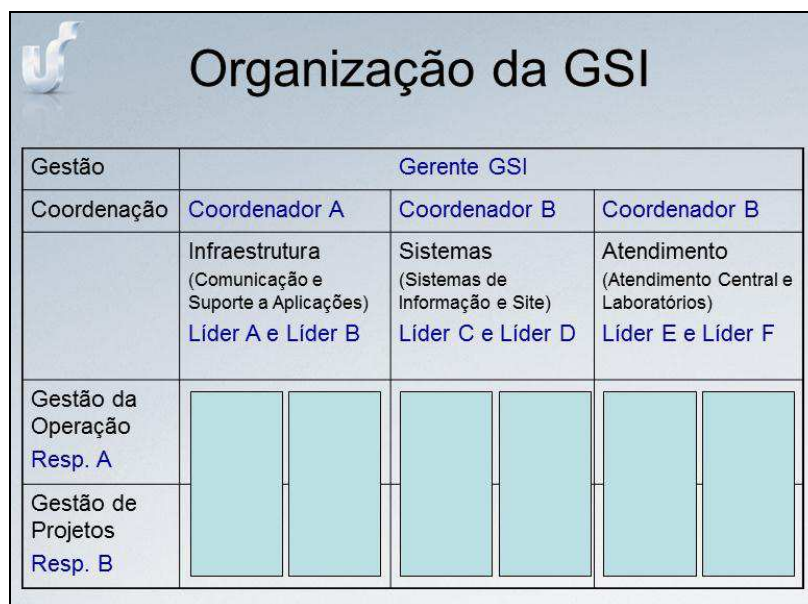 Organização da GSI
Gestão
Gerente GSI
Coordenação
Coordenador A
Coordenador B
Coordenador B
Infraestrutura
(Comunicação e
Suporte a Aplicações)
Líder A e Líder B
Sistemas
(Sistemas de
Informação e Site)
Líder C e Líder D
Atendimento
(Atendimento Central e
Laboratórios)
Líder E e Líder F
Gestão da
Operação
Resp. A
Gestão de
Projetos
Resp. B